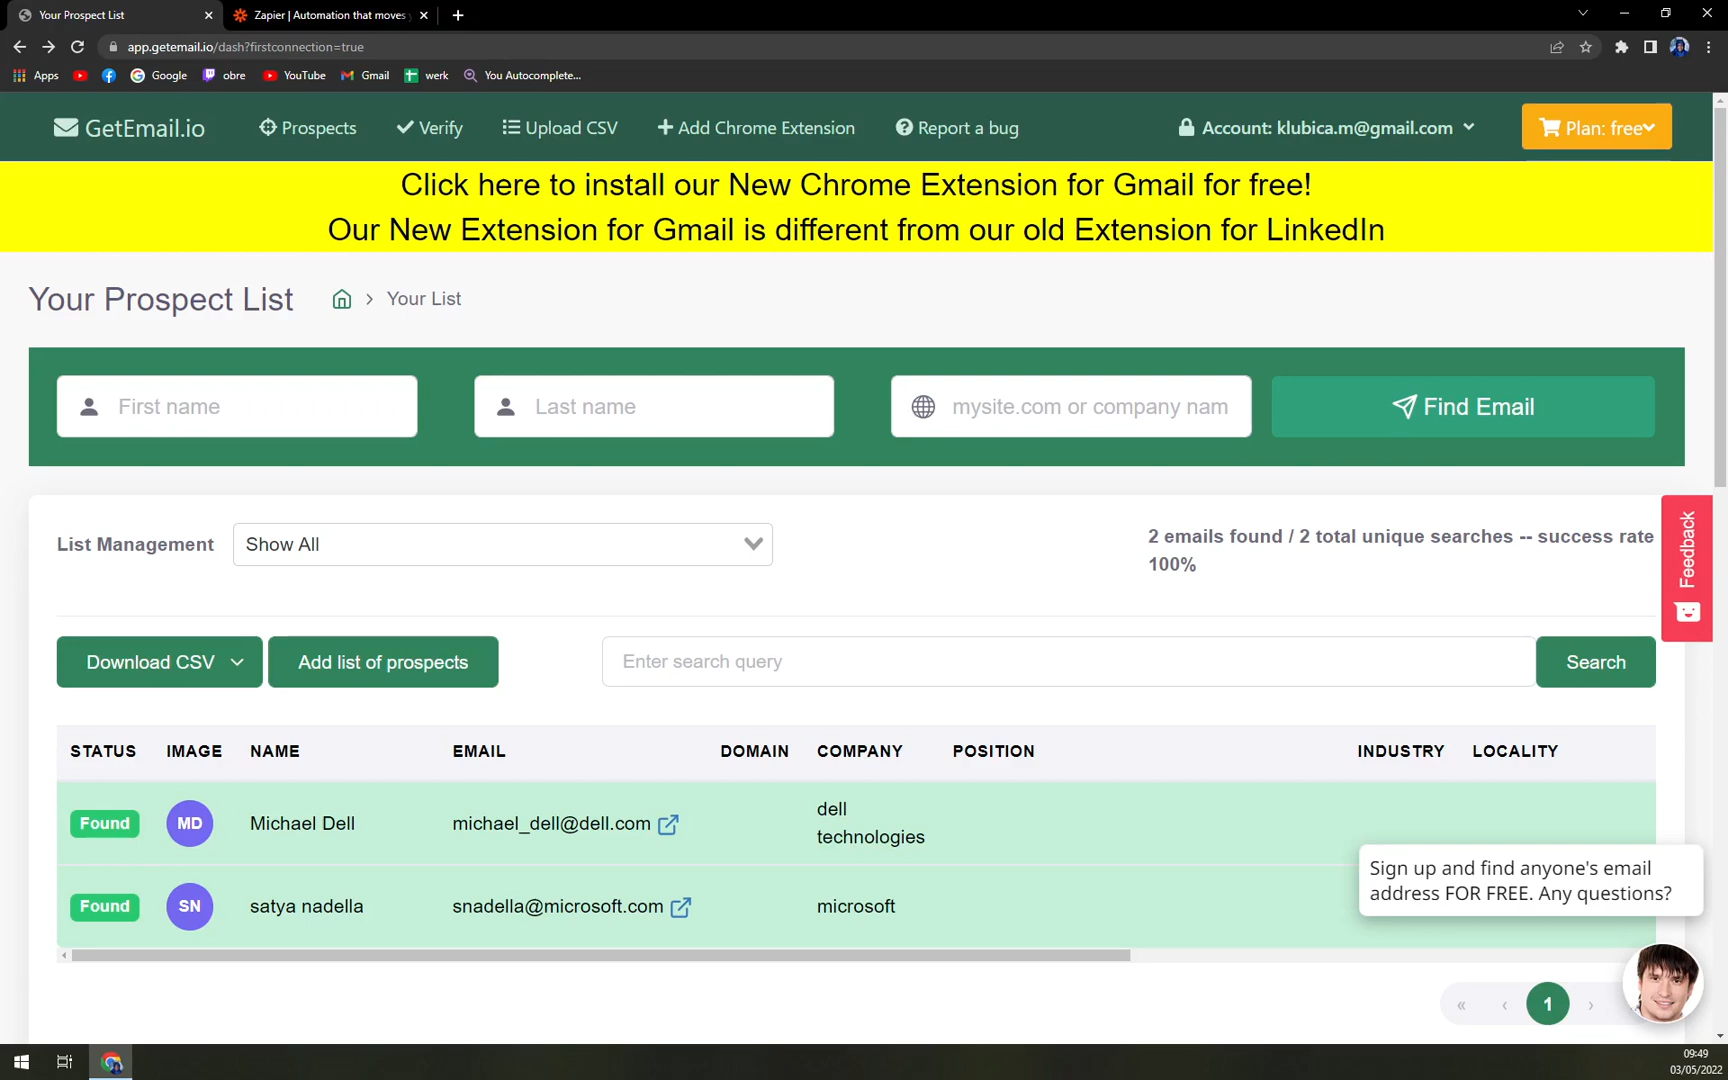 Your Prospect List
Zapier | Automation that moves
app.getemail.io/dash?firstconnection=true
Apps
Google
obre
YouTube
Gmail
werk
You Autocomplete...
GetEmail.io
Prospects
Verify
Upload CSV
Add Chrome Extension
Report a bug
Account: klubica.m@gmail.com
Plan: free
Click here to install our New Chrome Extension for Gmail for free!
Our New Extension for Gmail is different from our old Extension for LinkedIn
Your Prospect List
Your List
First name
Last name
mysite.com or company nam
Find Email
List Management
Show All
2 emails found / 2 total unique searches -- success rate
100%
Feedback
Download CSV
Add list of prospects
Enter search query
Search
STATUS IMAGE NAME EMAIL DOMAIN COMPANY POSITION INDUSTRY LOCALITY
Found MD Michael Dell michael_dell@dell.com dell
technologies
Found SN satya nadella snadella@microsoft.com microsoft
Sign up and find anyone's email
address FOR FREE. Any questions?
« ‹ 1 ›
09:49
03/05/2022